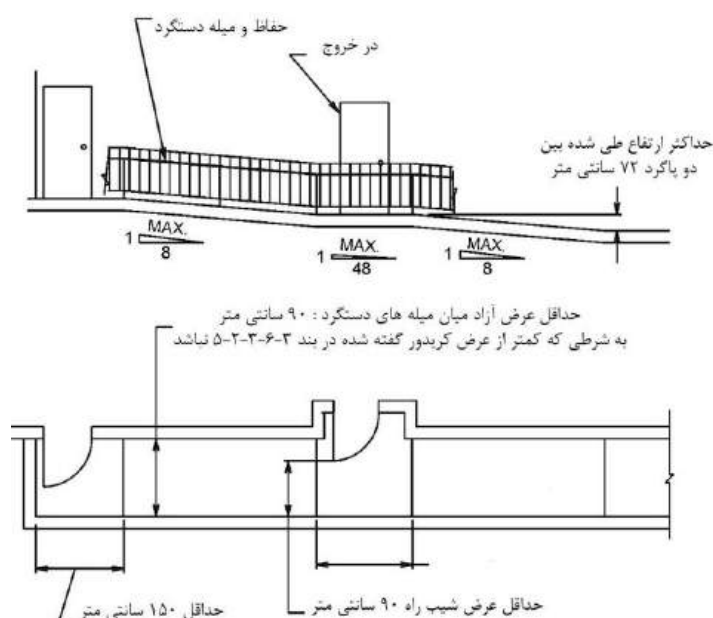 حفاظ و میله دستگرد
در خروج
حداکثر ارتفاع طی شده بین
دو پاگرد ۷۲ سانتی متر
MAX.
1
8
MAX.
1
48
MAX.
1
8
حداقل عرض آزاد میان میله های دستگرد : ۹۰ سانتی متر
به شرطی که کمتر از عرض کریدور گفته شده در بند ۳-۶-۳-۲-۵ نباشد
حداقل ۱۵۰ سانتی متر
حداقل عرض شیب راه ۹۰ سانتی متر